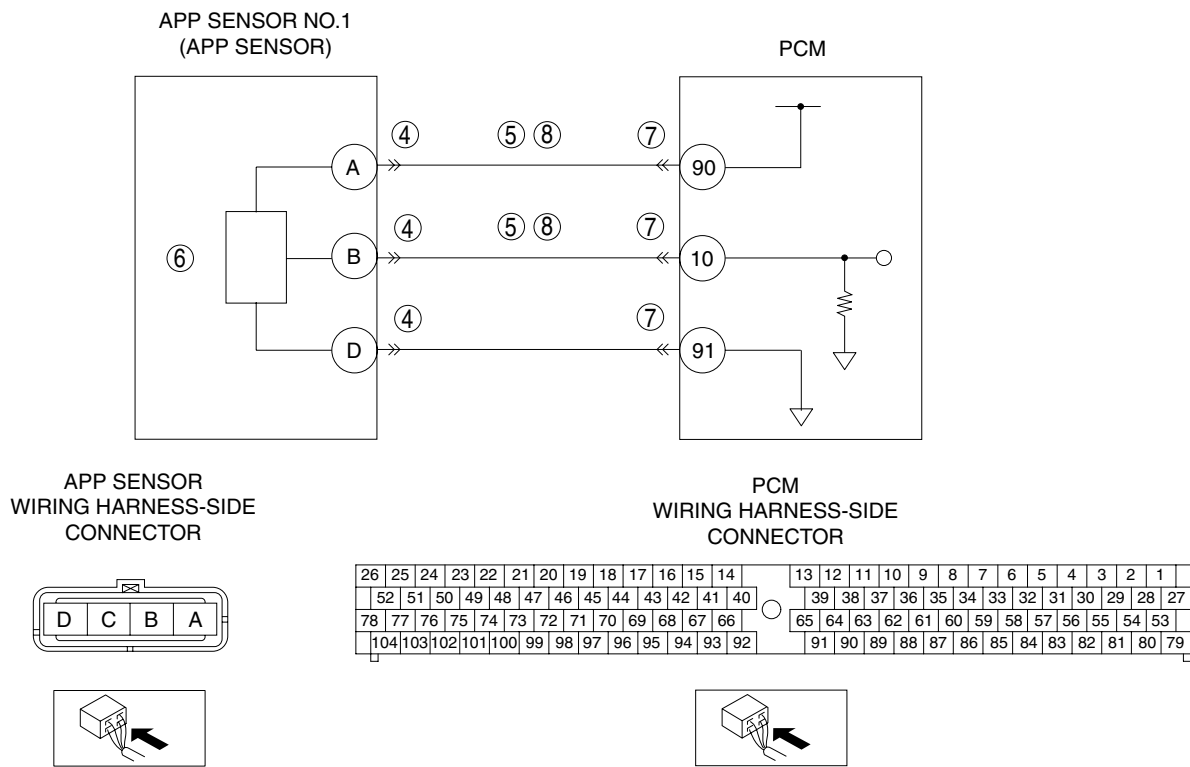 APP SENSOR NO.1
(APP SENSOR)
PCM
④ ⑤ ⑧ ⑦
A 90
④ ⑤ ⑧ ⑦
⑥ B 10
④ ⑦
D 91
APP SENSOR
WIRING HARNESS-SIDE
CONNECTOR
PCM
WIRING HARNESS-SIDE
CONNECTOR
D C B A
26 25 24 23 22 21 20 19 18 17 16 15 14 13 12 11 10 9 8 7 6 5 4 3 2 1
52 51 50 49 48 47 46 45 44 43 42 41 40 39 38 37 36 35 34 33 32 31 30 29 28 27
78 77 76 75 74 73 72 71 70 69 68 67 66 65 64 63 62 61 60 59 58 57 56 55 54 53
104 103 102 101 100 99 98 97 96 95 94 93 92 91 90 89 88 87 86 85 84 83 82 81 80 79